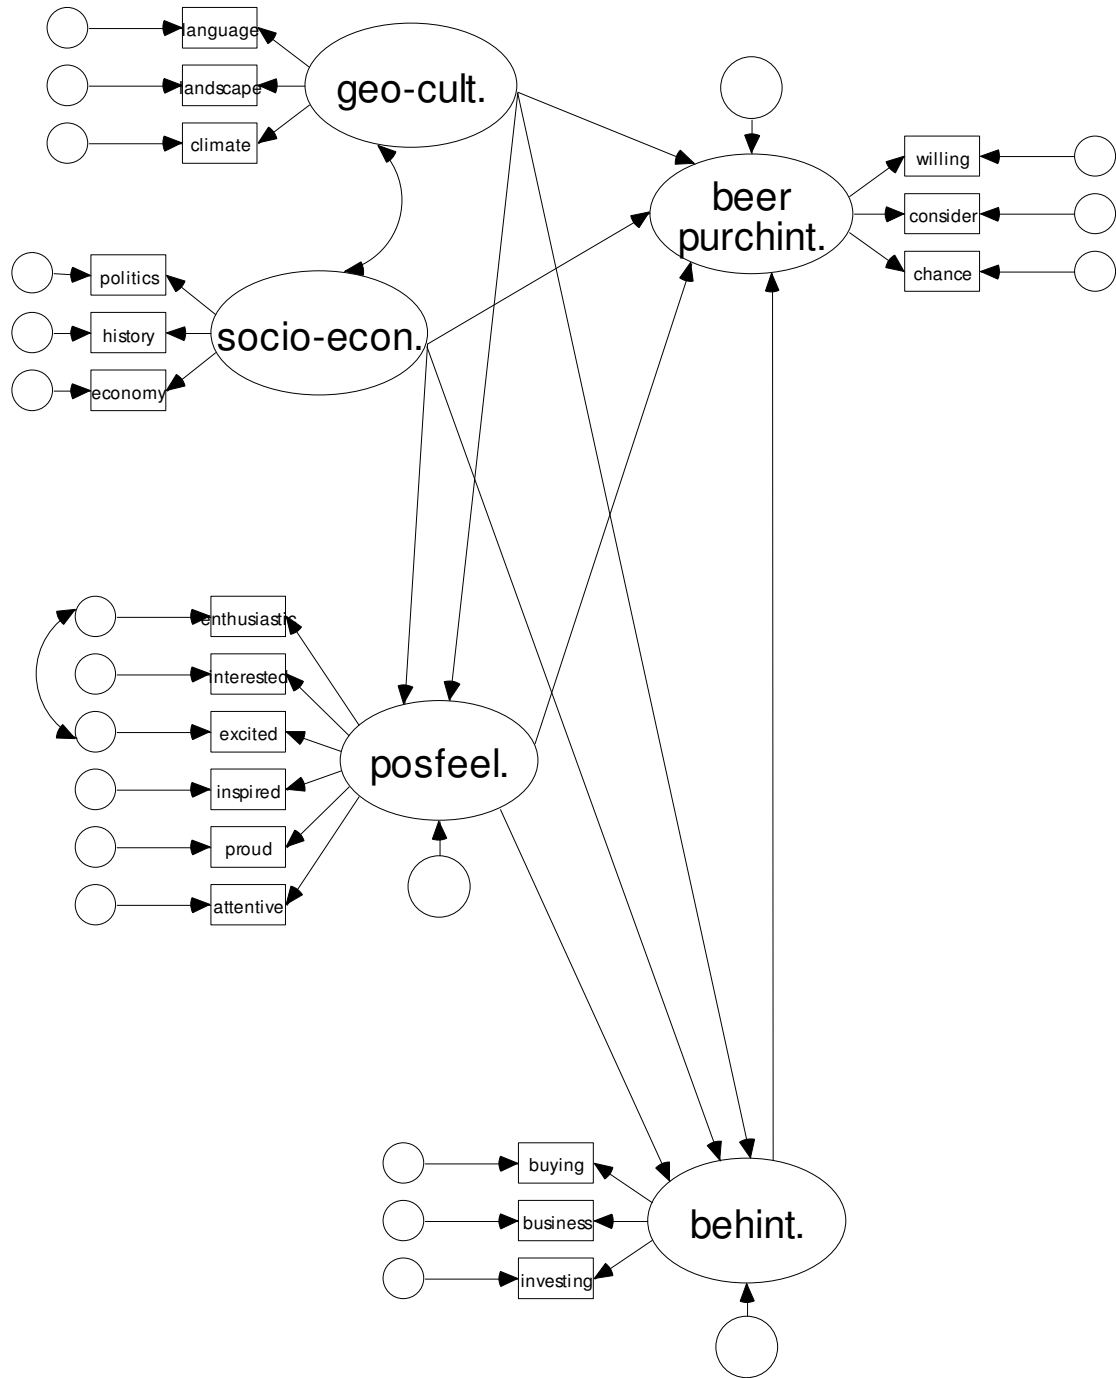 language
landscape
climate
geo-cult.
beer
purchint.
willing
consider
chance
politics
history
economy
socio-econ.
enthusiastic
interested
excited
inspired
proud
attentive
posfeel.
buying
business
investing
behint.